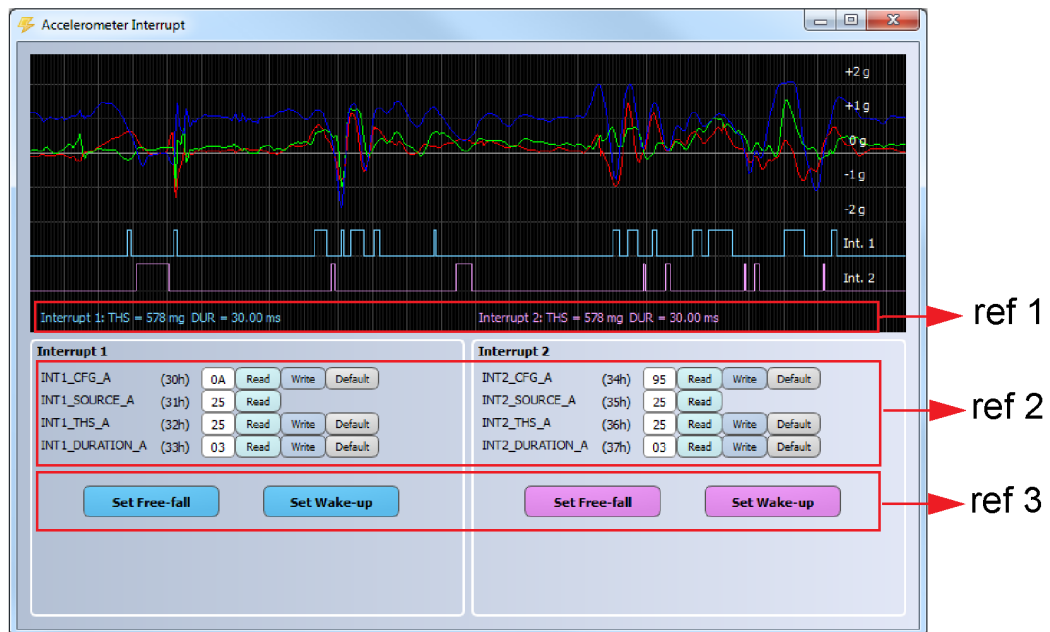 Accelerometer Interrupt
+2 g
+1 g
0 g
-1 g
-2 g
Int. 1
Int. 2
Interrupt 1: THS = 578 mg DUR = 30.00 ms Interrupt 2: THS = 578 mg DUR = 30.00 ms
ref 1
Interrupt 1 Interrupt 2
INT1_CFG_A (30h) 0A Read Write Default INT2_CFG_A (34h) 95 Read Write Default
INT1_SOURCE_A (31h) 25 Read INT2_SOURCE_A (35h) 25 Read
ref 2
INT1_THS_A (32h) 25 Read Write Default INT2_THS_A (36h) 25 Read Write Default
INT1_DURATION_A (33h) 03 Read Write Default INT2_DURATION_A (37h) 03 Read Write Default
Set Free-fall Set Wake-up Set Free-fall Set Wake-up
ref 3